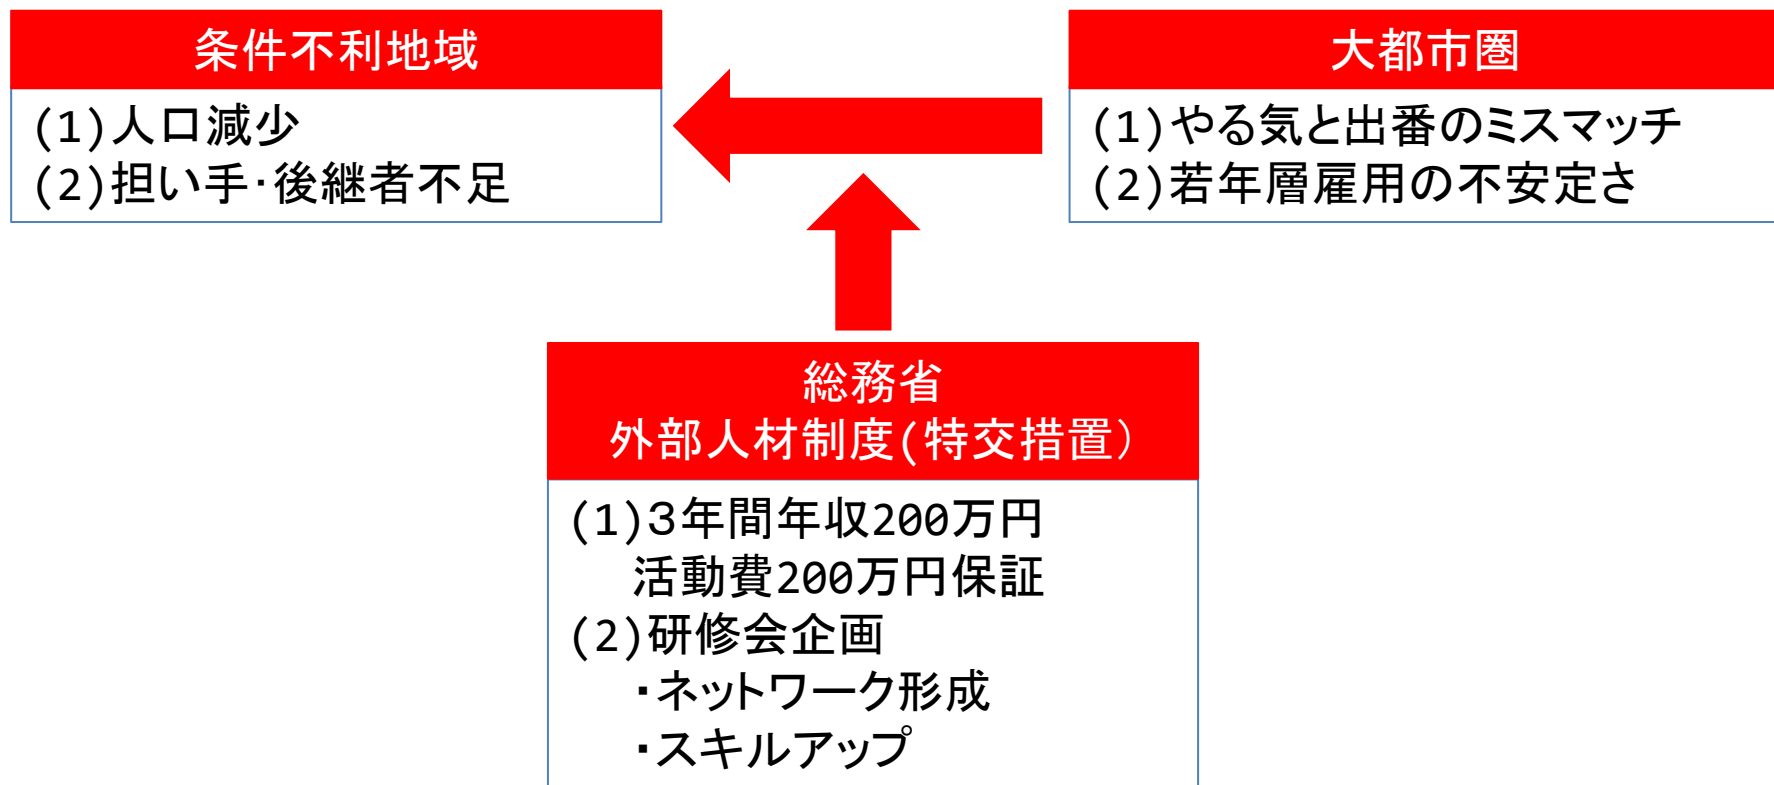 条件不利地域
(1)人口減少
(2)担い手・後継者不足
大都市圏
(1)やる気と出番のミスマッチ
(2)若年層雇用の不安定さ
総務省
外部人材制度(特交措置）
(1)３年間年収200万円
活動費200万円保証
(2)研修会企画
・ネットワーク形成
・スキルアップ